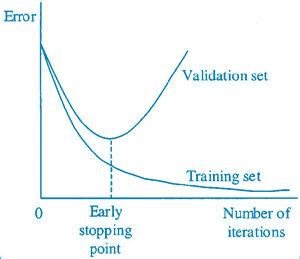 Error
Validation set
Training set
0
Early
stopping
point
Number of
iterations